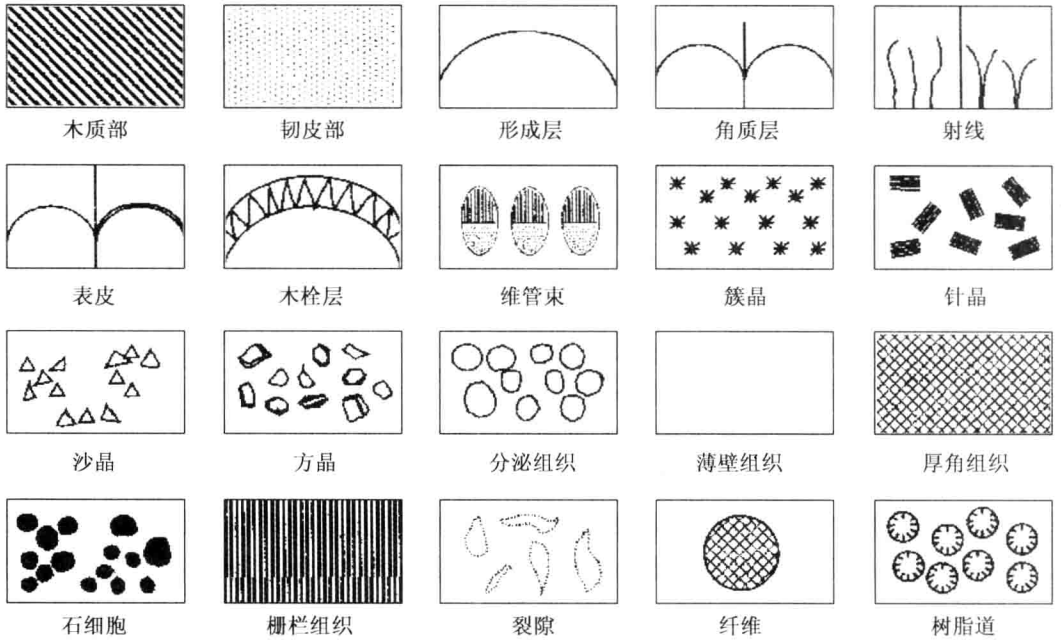 木质部
韧皮部
形成层
角质层
射线
表皮
木栓层
维管束
簇晶
针晶
沙晶
方晶
分泌组织
薄壁组织
厚角组织
石细胞
栅栏组织
裂隙
纤维
树脂道